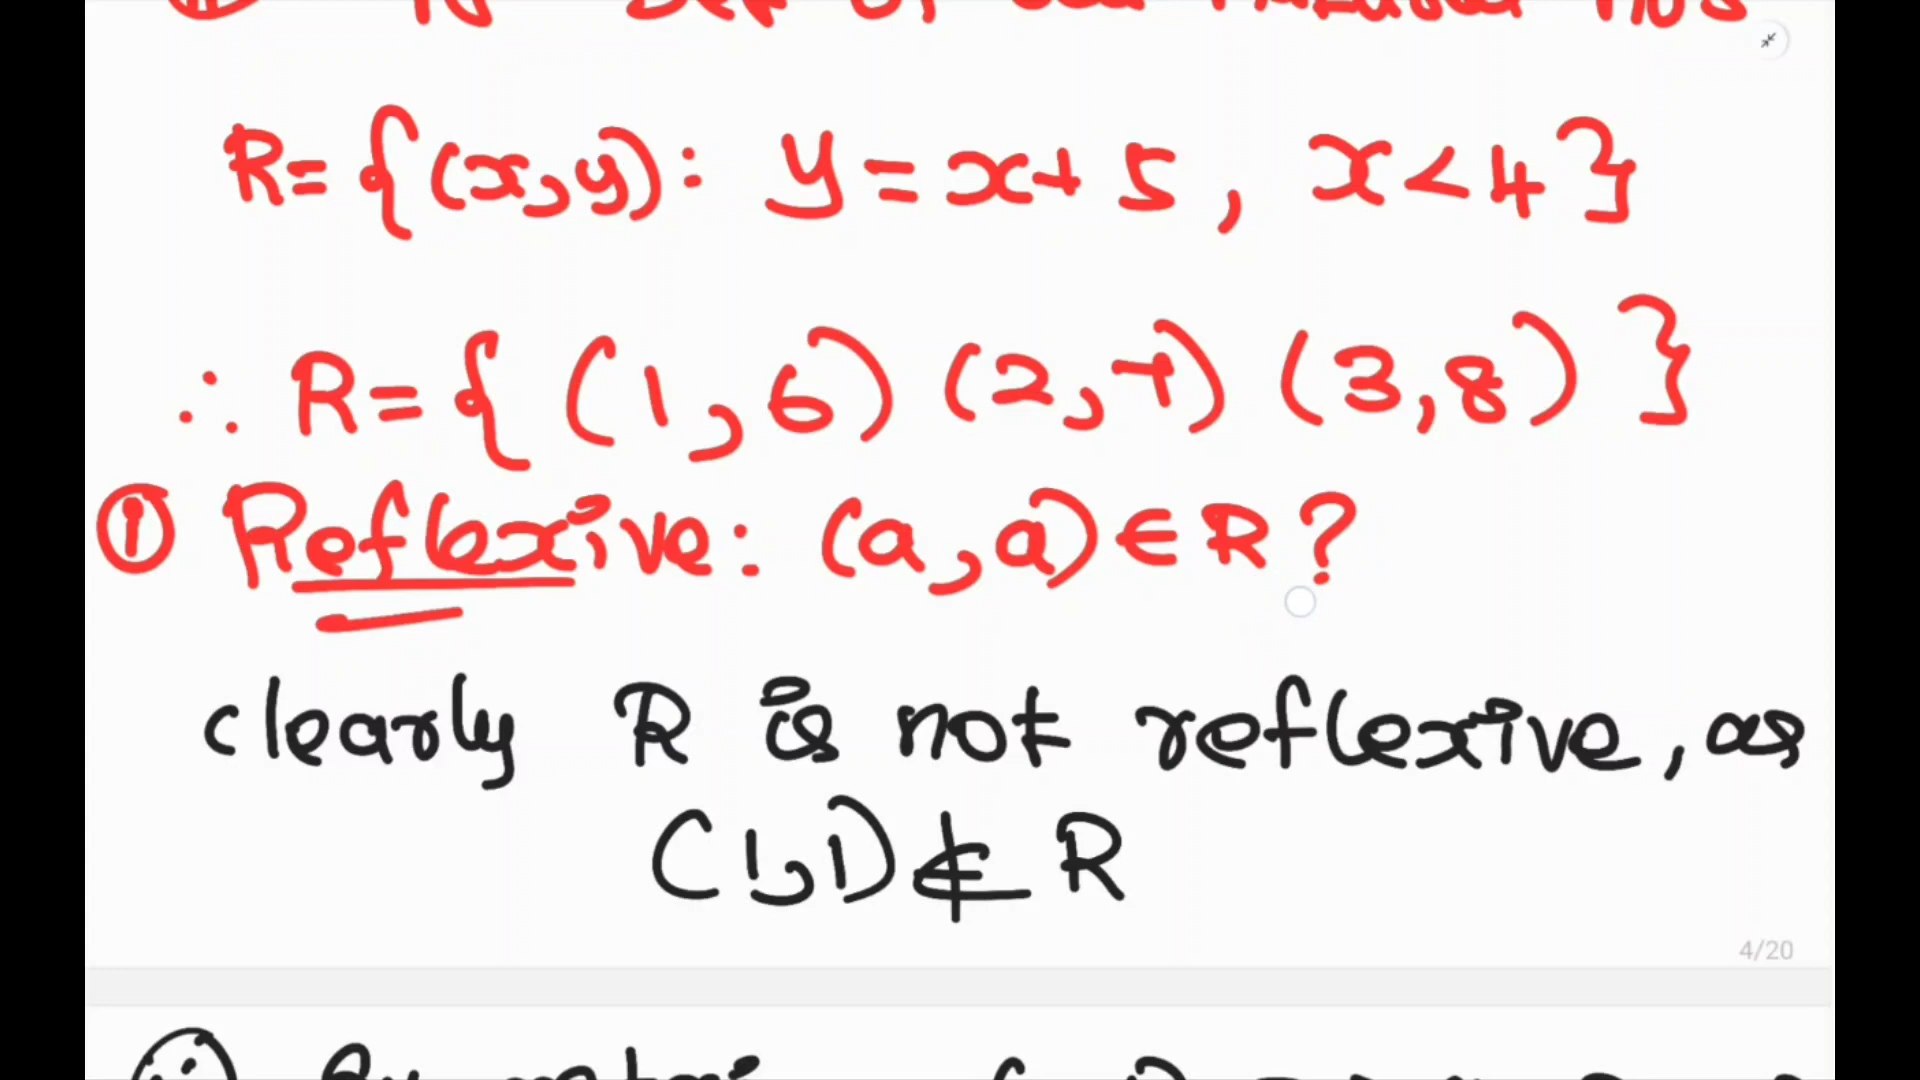 R={(x,y): y=x+5, x<4}
∴ R={(1,6)(2,7)(3,8)}
① Reflexive: (a,a)∈R?
clearly R is not reflexive, as
(1,1)∉R
4/20